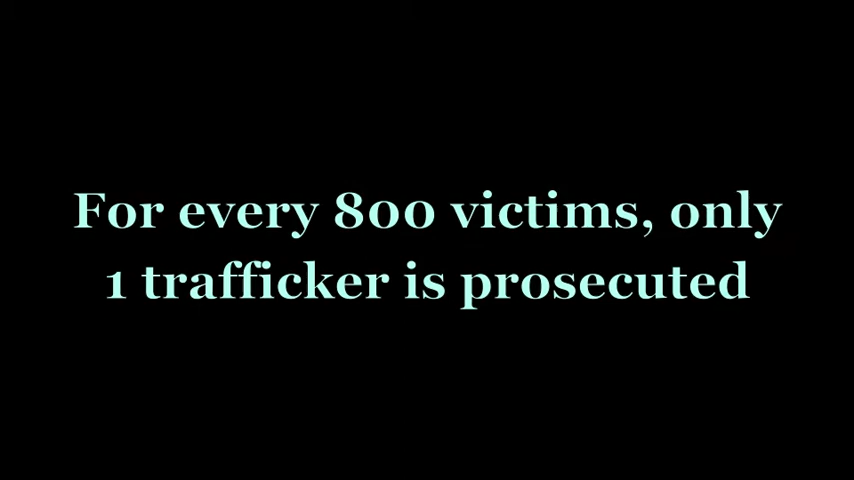 For every 800 victims, only
1 trafficker is prosecuted